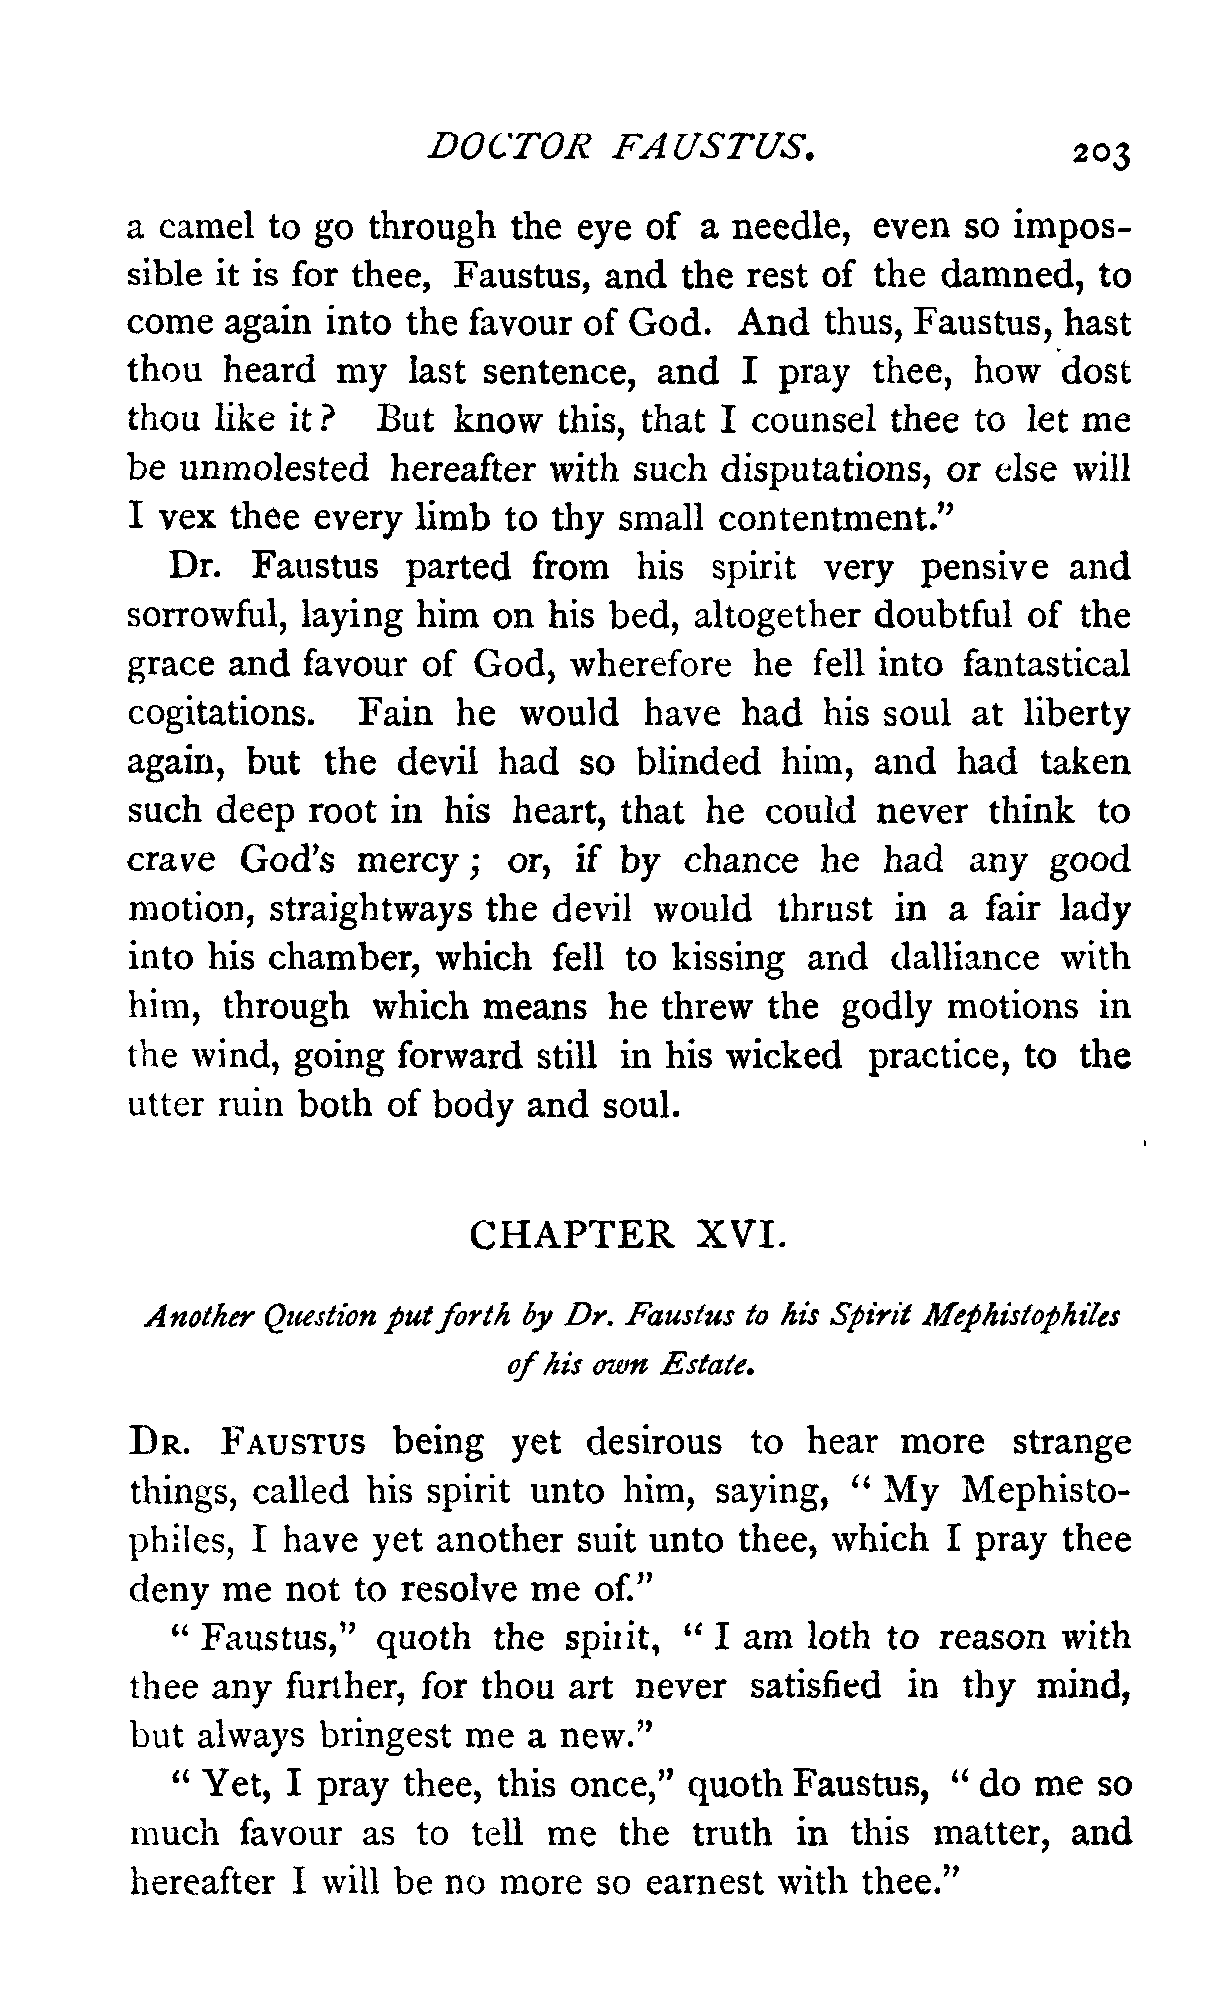 DOCTOR FAUSTUS. 203
a camel to go through the eye of a needle, even so impos-
sible it is for thee, Faustus, and the rest of the damned, to
come again into the favour of God. And thus, Faustus, hast
thou heard my last sentence, and I pray thee, how dost
thou like it? But know this, that I counsel thee to let me
be unmolested hereafter with such disputations, or else will
I vex thee every limb to thy small contentment."
Dr. Faustus parted from his spirit very pensive and
sorrowful, laying him on his bed, altogether doubtful of the
grace and favour of God, wherefore he fell into fantastical
cogitations. Fain he would have had his soul at liberty
again, but the devil had so blinded him, and had taken
such deep root in his heart, that he could never think to
crave God's mercy; or, if by chance he had any good
motion, straightways the devil would thrust in a fair lady
into his chamber, which fell to kissing and dalliance with
him, through which means he threw the godly motions in
the wind, going forward still in his wicked practice, to the
utter ruin both of body and soul.
CHAPTER XVI.
Another Question put forth by Dr. Faustus to his Spirit Mephistophiles
of his own Estate.
DR. FAUSTUS being yet desirous to hear more strange
things, called his spirit unto him, saying, "My Mephisto-
philes, I have yet another suit unto thee, which I pray thee
deny me not to resolve me of."
"Faustus," quoth the spirit, "I am loth to reason with
thee any further, for thou art never satisfied in thy mind,
but always bringest me a new."
"Yet, I pray thee, this once," quoth Faustus, "do me so
much favour as to tell me the truth in this matter, and
hereafter I will be no more so earnest with thee."